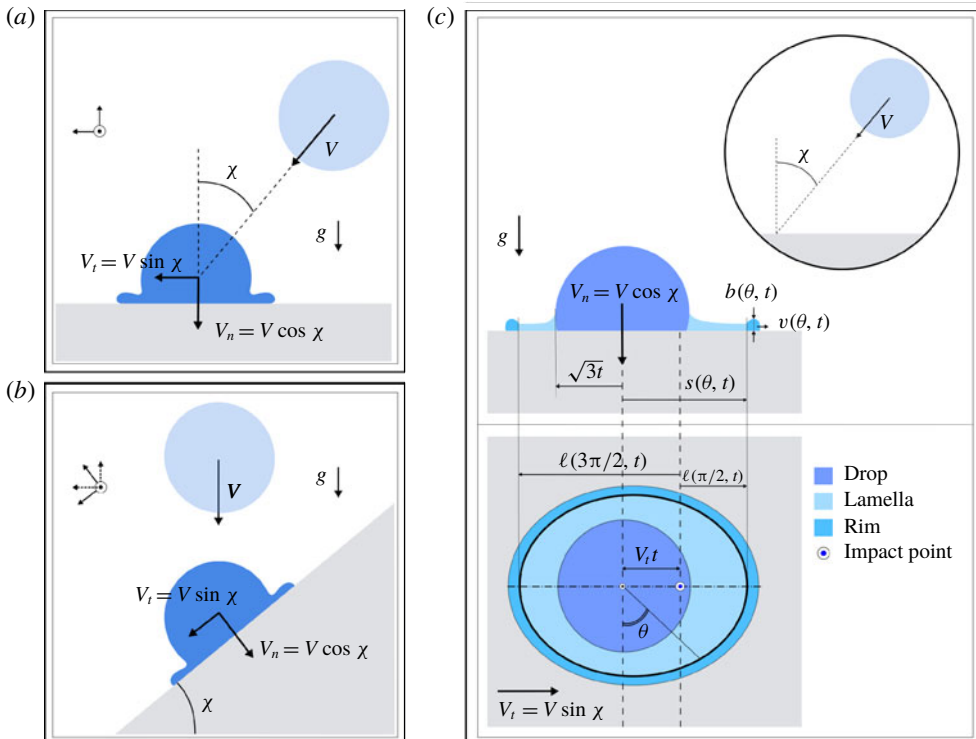 (a)
V
χ
g
V_t = V sin χ
V_n = V cos χ
(b)
V
g
V_t = V sin χ
V_n = V cos χ
χ
(c)
V
χ
g
V_n = V cos χ
b(θ, t)
v(θ, t)
√3t
s(θ, t)
ℓ(3π/2, t)
ℓ(π/2, t)
V_t t
θ
V_t = V sin χ
Drop
Lamella
Rim
Impact point